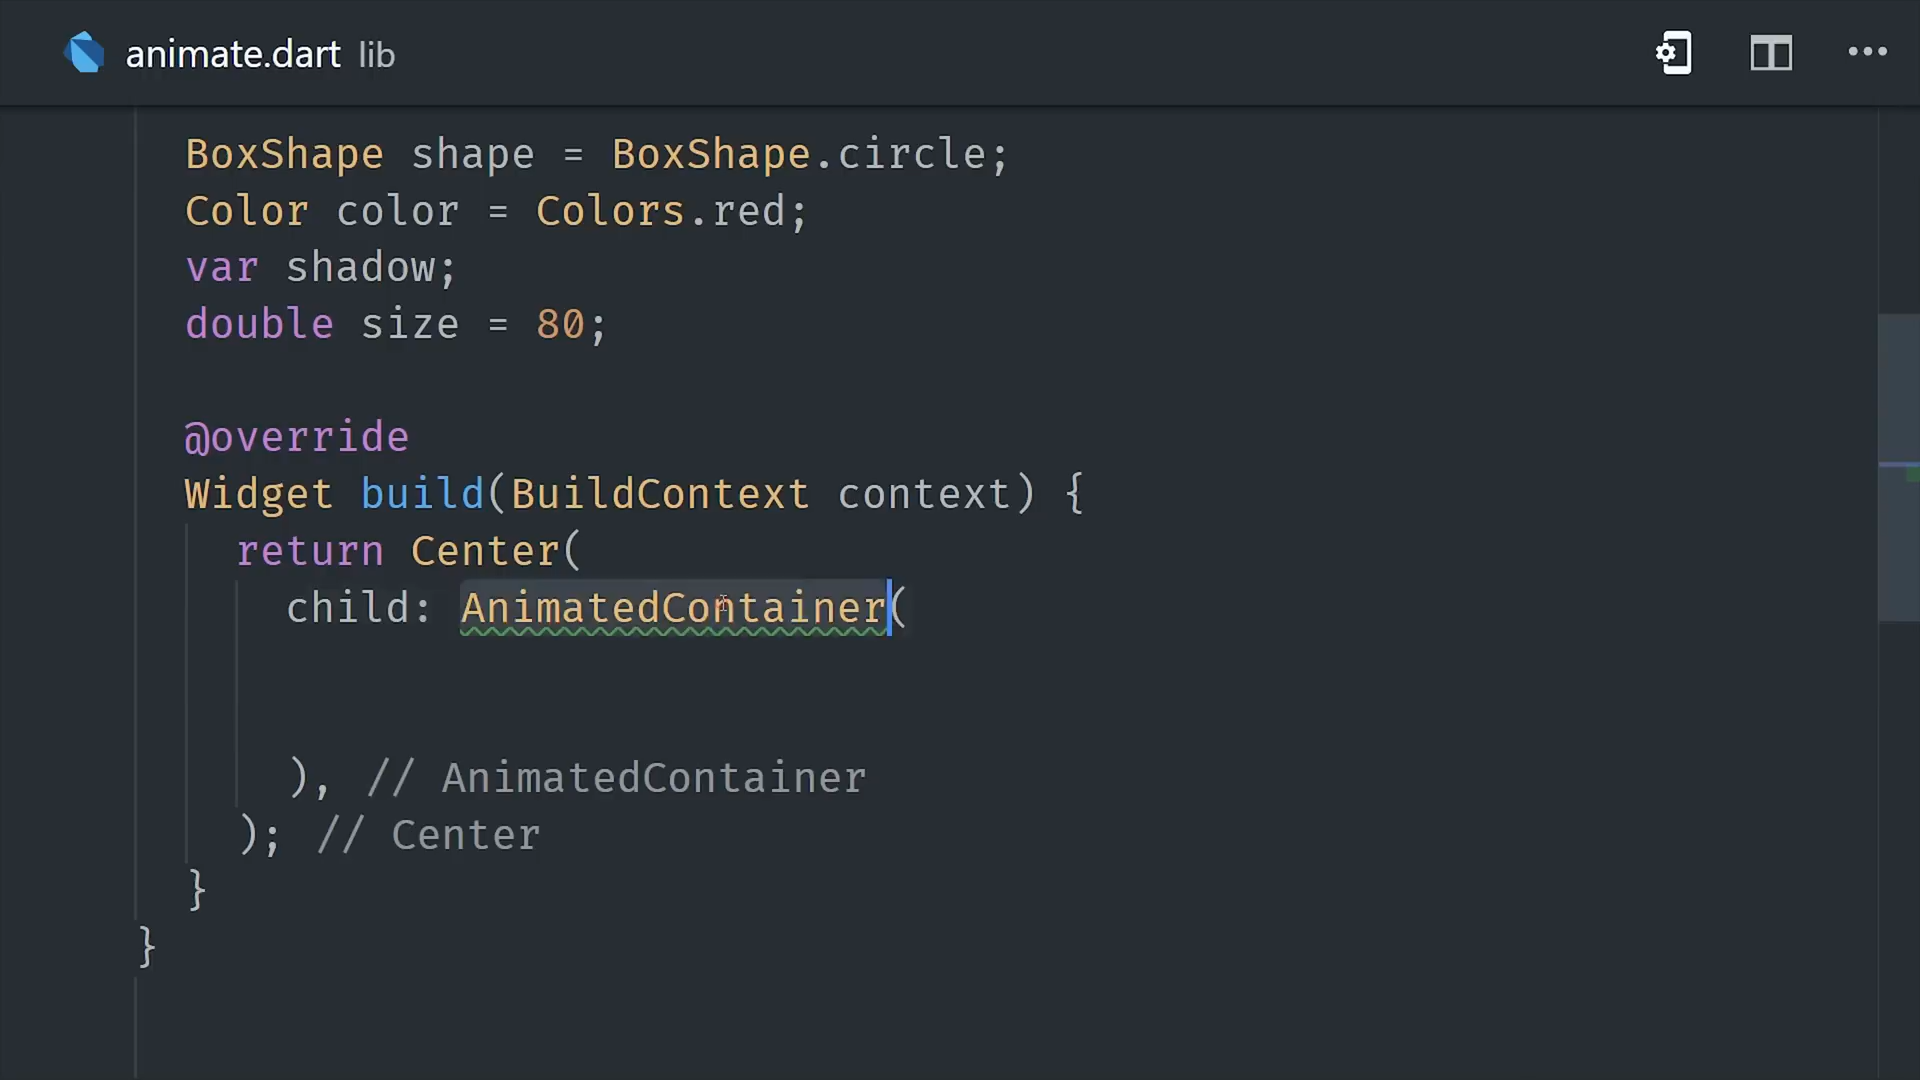 animate.dart lib
BoxShape shape = BoxShape.circle;
Color color = Colors.red;
var shadow;
double size = 80;
@override
Widget build(BuildContext context) {
return Center(
child: AnimatedContainer(
), // AnimatedContainer
); // Center
}
}